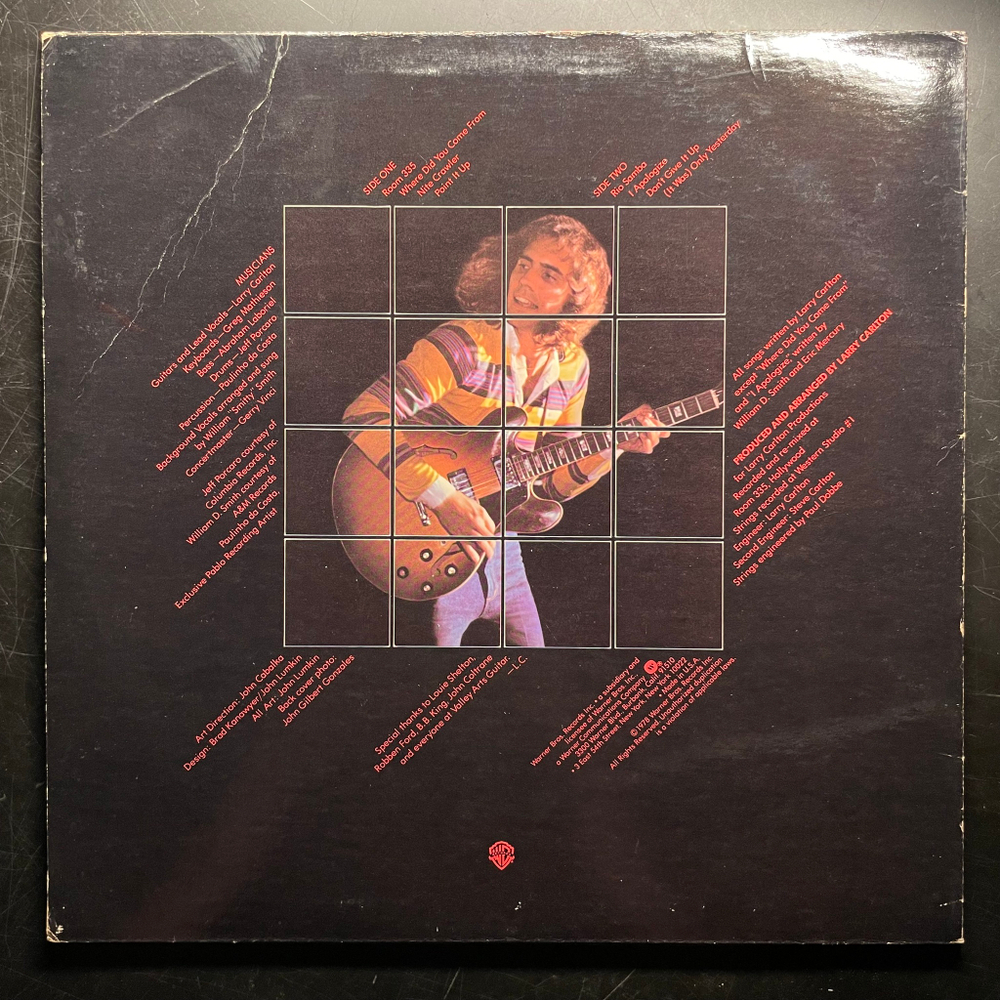 SIDE ONE
Room 335
Where Did You Come From
Nite Crawler
Point It Up
SIDE TWO
Rio Samba
I Apologize
Don't Give It Up
(It Was) Only Yesterday
MUSICIANS
Guitars and Lead Vocals—Larry Carlton
Keyboards—Greg Mathieson
Bass—Abraham Laboriel
Drums—Jeff Porcaro
Percussion—Paulinho da Costa
Background Vocals arranged and sung
by William "Smitty" Smith
Concertmaster—Gerry Vinci
Jeff Porcaro courtesy of
Columbia Records, Inc.
William D. Smith courtesy of
A&M Records
Paulinho da Costa,
Exclusive Pablo Recording Artist
All songs written by Larry Carlton
except "Where Did You Come From"
and "I Apologize," written by
William D. Smith and Eric Mercury
PRODUCED AND ARRANGED BY LARRY CARLTON
for Larry Carlton Productions
Recorded and re-mixed at
Room 335, Hollywood
Strings recorded at Western Studio #1
Engineer: Larry Carlton
Second Engineer: Steve Carlton
Strings engineered by Paul Dobbe
Art Direction: John Cabalka
Design: Brad Kanawyer/John Lumkin
All "Art": John Lumkin
Back cover photo:
John Gilbert Gonzales
Special thanks to Louie Shelton,
Robben Ford, B.B. King, John Coltrane
and everyone at Valley Arts Guitar.
—L.C.
Warner Bros. Records Inc. • a subsidiary and
licensee of Warner Bros. Inc.,
a Warner Communications Company
3300 Warner Blvd., Burbank, Calif. 91510
• 3 East 54th Street, New York, New York 10022
• Made in U.S.A.
© 1978 Warner Bros. Records Inc.
All Rights Reserved. Unauthorized duplication
is a violation of applicable laws.